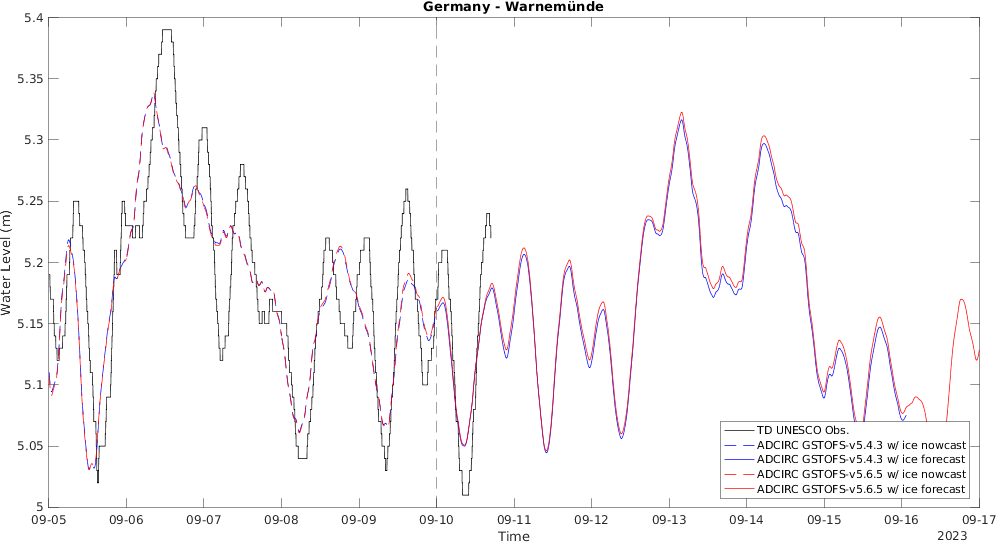 Germany - Warnemünde
5.4
5.35
5.3
5.25
5.2
5.15
5.1
5.05
5
Water Level (m)
09-05 09-06 09-07 09-08 09-09 09-10 09-11 09-12 09-13 09-14 09-15 09-16 09-17
Time
2023
TD UNESCO Obs.
ADCIRC GSTOFS-v5.4.3 w/ ice nowcast
ADCIRC GSTOFS-v5.4.3 w/ ice forecast
ADCIRC GSTOFS-v5.6.5 w/ ice nowcast
ADCIRC GSTOFS-v5.6.5 w/ ice forecast